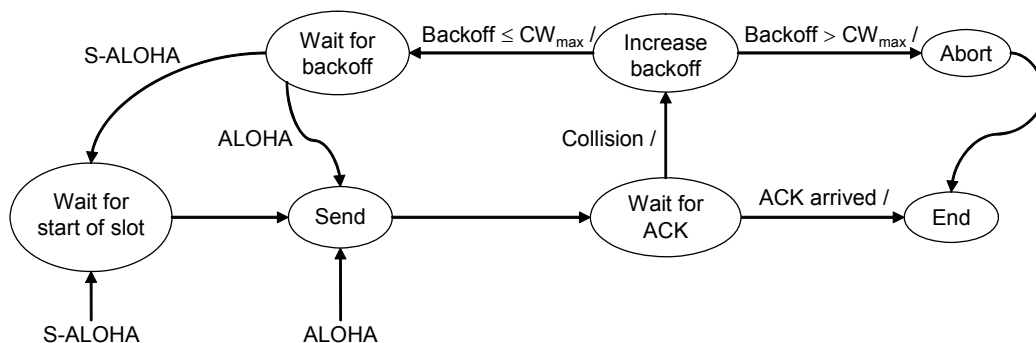 Wait for
backoff
Backoff ≤ CWmax /
Increase
backoff
Backoff > CWmax /
Abort
S-ALOHA
ALOHA
Collision /
Wait for
start of slot
Send
Wait for
ACK
ACK arrived /
End
S-ALOHA
ALOHA